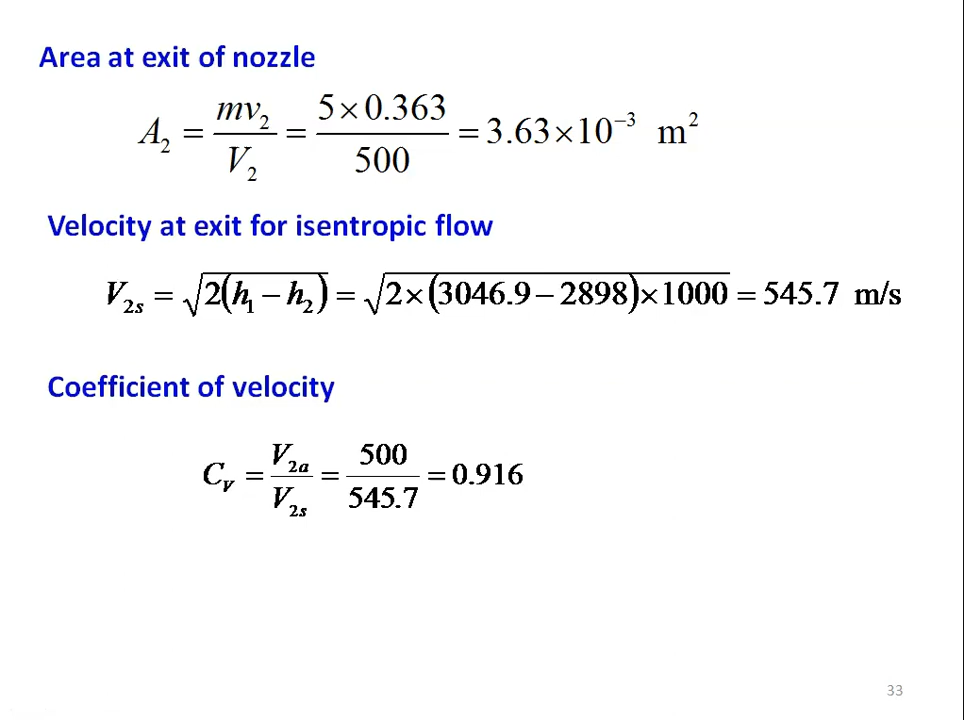 Area at exit of nozzle
A₂ = mv₂/V₂ = 5×0.363/500 = 3.63×10⁻³ m²
Velocity at exit for isentropic flow
V₂ₛ = √2(h₁ − h₂) = √2×(3046.9 − 2898)×1000 = 545.7 m/s
Coefficient of velocity
C_V = V₂ₐ/V₂ₛ = 500/545.7 = 0.916
33